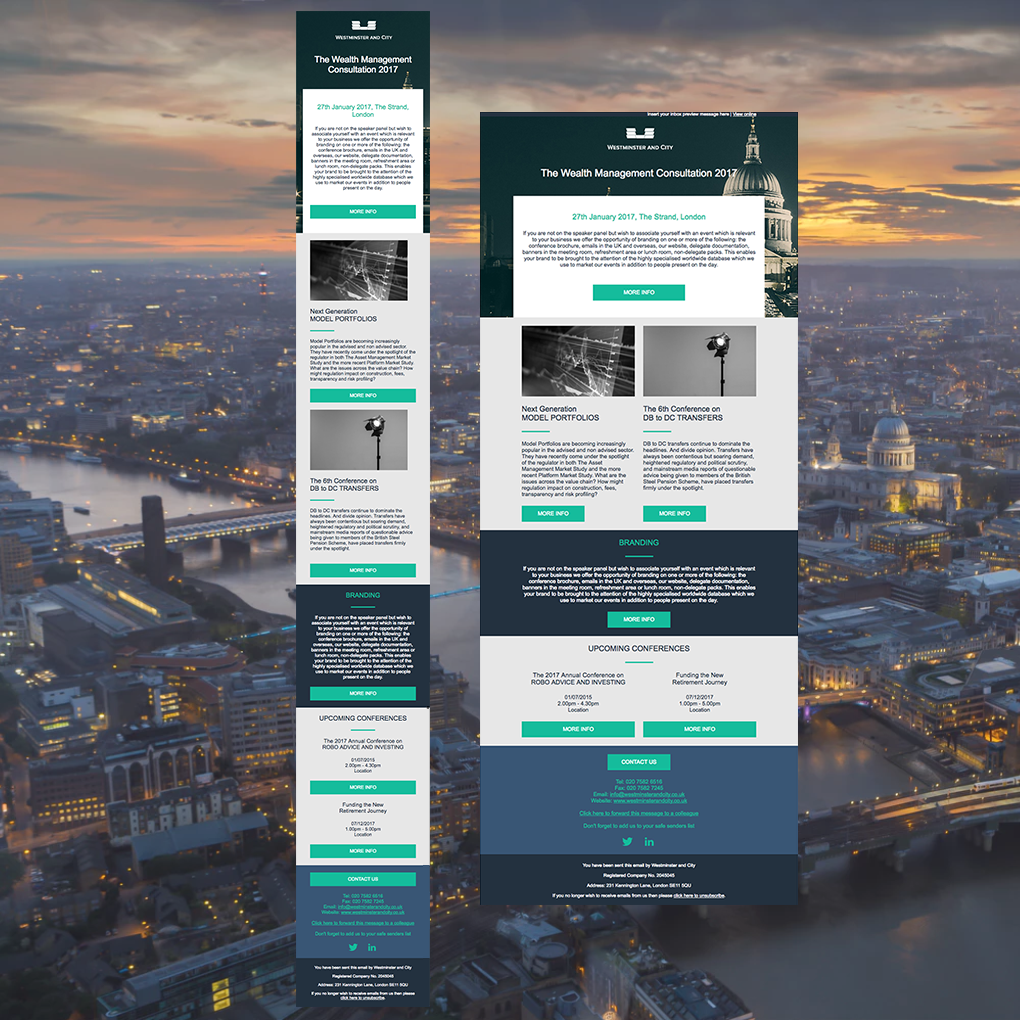 WESTMINSTER AND CITY
The Wealth Management
Consultation 2017
27th January 2017, The Strand,
London
If you are not on the speaker panel but wish to
associate yourself with an event which is relevant
to your business we offer the opportunity of
branding on one or more of the following: the
conference brochure, emails in the UK and
overseas, our website, delegate documentation,
banners in the meeting room, refreshment area or
lunch room, non-delegate packs. This enables
your brand to be brought to the attention of the
highly specialised worldwide database which we
use to market our events in addition to people
present on the day.
MORE INFO
Next Generation
MODEL PORTFOLIOS
Model Portfolios are becoming increasingly
popular in the advised and non advised sector.
They have recently come under the spotlight of the
regulator in both The Asset Management Market
Study and the more recent Platform Market Study.
What are the issues across the value chain? How
might regulation impact on construction, fees,
transparency and risk profiling?
MORE INFO
The 6th Conference on
DB to DC TRANSFERS
DB to DC transfers continue to dominate the
headlines. And divide opinion. Transfers have
always been contentious but soaring demand,
heightened regulatory and political scrutiny, and
mainstream media reports of questionable advice
being given to members of the British Steel
Pension Scheme, have placed transfers firmly
under the spotlight.
MORE INFO
BRANDING
If you are not on the speaker panel but wish to
associate yourself with an event which is relevant
to your business we offer the opportunity of
branding on one or more of the following: the
conference brochure, emails in the UK and
overseas, our website, delegate documentation,
banners in the meeting room, refreshment area or
lunch room, non-delegate packs. This enables
your brand to be brought to the attention of the
highly specialised worldwide database which we
use to market our events in addition to people
present on the day.
MORE INFO
UPCOMING CONFERENCES
The 2017 Annual Conference on
ROBO ADVICE AND INVESTING
01/07/2015
2.00pm - 4.30pm
Location
MORE INFO
Funding the New
Retirement Journey
07/12/2017
1.00pm - 5.00pm
Location
MORE INFO
CONTACT US
Tel: 020 7582 6516
Fax: 020 7582 7245
Email: info@westminsterandcity.co.uk
Website: www.westminsterandcity.co.uk
Click here to forward this message to a colleague
Don't forget to add us to your safe senders list
You have been sent this email by Westminster and City
Registered Company No. 2045045
Address: 231 Kennington Lane, London SE11 5QU
If you no longer wish to receive emails from us then please
click here to unsubscribe.
Insert your inbox preview message here | View online
WESTMINSTER AND CITY
The Wealth Management Consultation 2017
27th January 2017, The Strand, London
If you are not on the speaker panel but wish to associate yourself with an event which is relevant
to your business we offer the opportunity of branding on one or more of the following: the
conference brochure, emails in the UK and overseas, our website, delegate documentation,
banners in the meeting room, refreshment area or lunch room, non-delegate packs. This enables
your brand to be brought to the attention of the highly specialised worldwide database which we
use to market our events in addition to people present on the day.
MORE INFO
Next Generation
MODEL PORTFOLIOS
Model Portfolios are becoming increasingly
popular in the advised and non advised sector.
They have recently come under the spotlight
of the regulator in both The Asset
Management Market Study and the more
recent Platform Market Study. What are the
issues across the value chain? How might
regulation impact on construction, fees,
transparency and risk profiling?
MORE INFO
The 6th Conference on
DB to DC TRANSFERS
DB to DC transfers continue to dominate the
headlines. And divide opinion. Transfers have
always been contentious but soaring demand,
heightened regulatory and political scrutiny,
and mainstream media reports of questionable
advice being given to members of the British
Steel Pension Scheme, have placed transfers
firmly under the spotlight.
MORE INFO
BRANDING
If you are not on the speaker panel but wish to associate yourself with an event which is relevant
to your business we offer the opportunity of branding on one or more of the following: the
conference brochure, emails in the UK and overseas, our website, delegate documentation,
banners in the meeting room, refreshment area or lunch room, non-delegate packs. This enables
your brand to be brought to the attention of the highly specialised worldwide database which we
use to market our events in addition to people present on the day.
MORE INFO
UPCOMING CONFERENCES
The 2017 Annual Conference on
ROBO ADVICE AND INVESTING
01/07/2015
2.00pm - 4.30pm
Location
MORE INFO
Funding the New
Retirement Journey
07/12/2017
1.00pm - 5.00pm
Location
MORE INFO
CONTACT US
Tel: 020 7582 6516
Fax: 020 7582 7245
Email: info@westminsterandcity.co.uk
Website: www.westminsterandcity.co.uk
Click here to forward this message to a colleague
Don't forget to add us to your safe senders list
You have been sent this email by Westminster and City
Registered Company No. 2045045
Address: 231 Kennington Lane, London SE11 5QU
If you no longer wish to receive emails from us then please click here to unsubscribe.